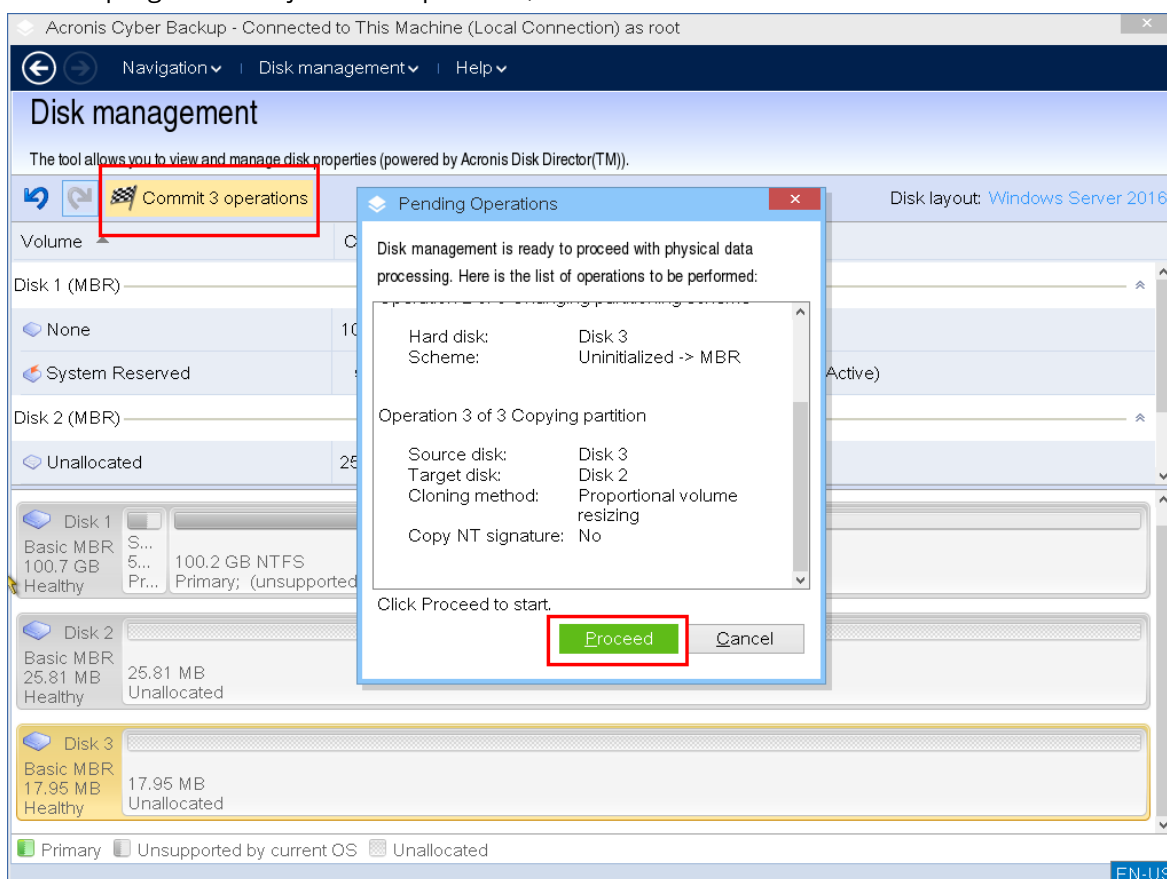 Acronis Cyber Backup - Connected to This Machine (Local Connection) as root
Navigation Disk management Help
Disk management
The tool allows you to view and manage disk properties (powered by Acronis Disk Director(TM)).
Commit 3 operations
Disk layout: Windows Server 2016
Volume
C
Disk 1 (MBR)
None
10
System Reserved
Active)
Disk 2 (MBR)
Unallocated
25
Pending Operations
Disk management is ready to proceed with physical data
processing. Here is the list of operations to be performed:
Hard disk: Disk 3
Scheme: Uninitialized -> MBR
Operation 3 of 3 Copying partition
Source disk: Disk 3
Target disk: Disk 2
Cloning method: Proportional volume
resizing
Copy NT signature: No
Click Proceed to start.
Proceed Cancel
Disk 1
Basic MBR
100.7 GB
Healthy
S...
5...
Pr...
100.2 GB NTFS
Primary; (unsupported
Disk 2
Basic MBR
25.81 MB
Healthy
25.81 MB
Unallocated
Disk 3
Basic MBR
17.95 MB
Healthy
17.95 MB
Unallocated
Primary Unsupported by current OS Unallocated
EN-US